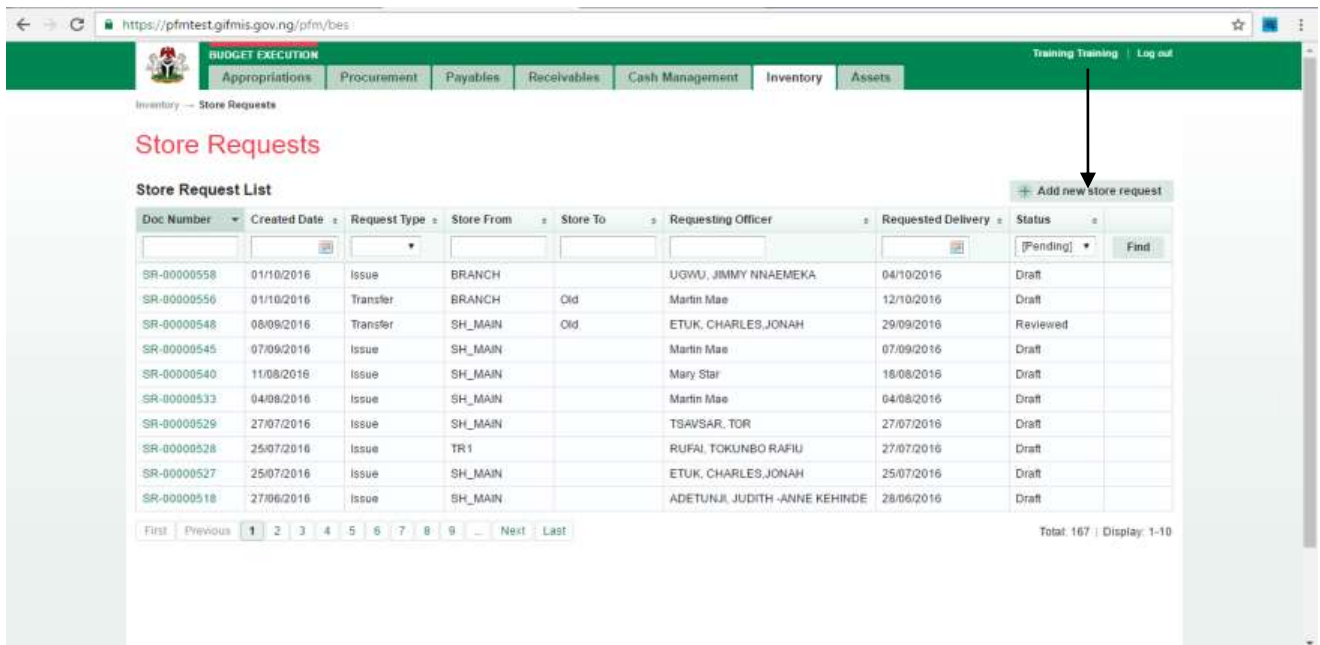 https://pfmtest.gifmis.gov.ng/pfm/bes
BUDGET EXECUTION
Training Training | Log out
Appropriations Procurement Payables Receivables Cash Management Inventory Assets
Inventory → Store Requests
Store Requests
Store Request List
Add new store request
Doc Number Created Date Request Type Store From Store To Requesting Officer Requested Delivery Status
[Pending] Find
SR-00000558 01/10/2016 Issue BRANCH UGWU, JIMMY NNAEMEKA 04/10/2016 Draft
SR-00000556 01/10/2016 Transfer BRANCH Old Martin Mae 12/10/2016 Draft
SR-00000548 08/09/2016 Transfer SH_MAIN Old ETUK, CHARLES,JONAH 29/09/2016 Reviewed
SR-00000545 07/09/2016 Issue SH_MAIN Martin Mae 07/09/2016 Draft
SR-00000540 11/08/2016 Issue SH_MAIN Mary Star 18/08/2016 Draft
SR-00000533 04/08/2016 Issue SH_MAIN Martin Mae 04/08/2016 Draft
SR-00000529 27/07/2016 Issue SH_MAIN TSAVSAR, TOR 27/07/2016 Draft
SR-00000528 25/07/2016 Issue TR1 RUFAI, TOKUNBO RAFIU 27/07/2016 Draft
SR-00000527 25/07/2016 Issue SH_MAIN ETUK, CHARLES,JONAH 25/07/2016 Draft
SR-00000518 27/06/2016 Issue SH_MAIN ADETUNJI, JUDITH -ANNE KEHINDE 28/06/2016 Draft
First Previous 1 2 3 4 5 6 7 8 9 ... Next Last
Total: 167 | Display: 1-10